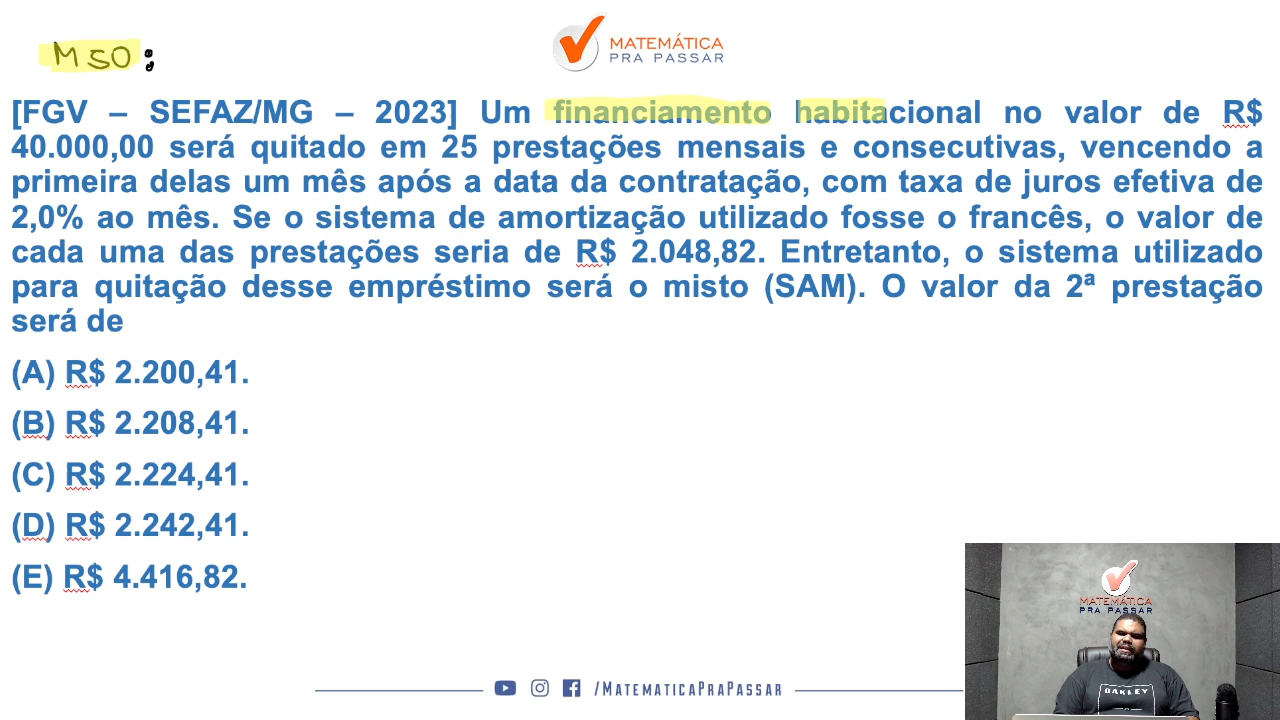 M50:
MATEMÁTICA
PRA PASSAR
[FGV – SEFAZ/MG – 2023] Um financiamento habitacional no valor de R$
40.000,00 será quitado em 25 prestações mensais e consecutivas, vencendo a
primeira delas um mês após a data da contratação, com taxa de juros efetiva de
2,0% ao mês. Se o sistema de amortização utilizado fosse o francês, o valor de
cada uma das prestações seria de R$ 2.048,82. Entretanto, o sistema utilizado
para quitação desse empréstimo será o misto (SAM). O valor da 2ª prestação
será de
(A) R$ 2.200,41.
(B) R$ 2.208,41.
(C) R$ 2.224,41.
(D) R$ 2.242,41.
(E) R$ 4.416,82.
MATEMÁTICA
PRA PASSAR
OAKLEY
/MATEMATICAPRAPASSAR